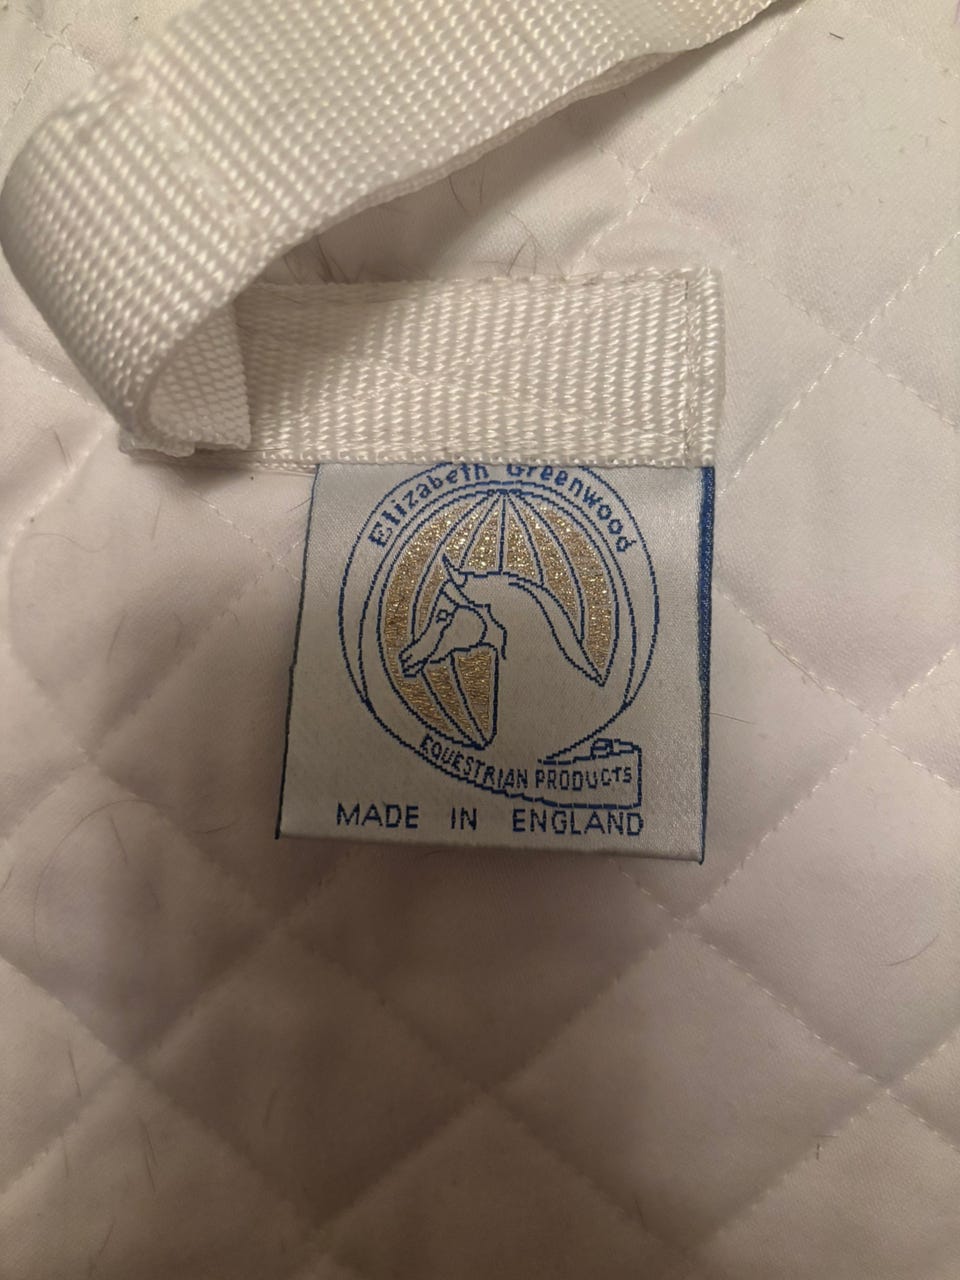 Elizabeth Greenwood
EQUESTRIAN PRODUCTS
MADE IN ENGLAND